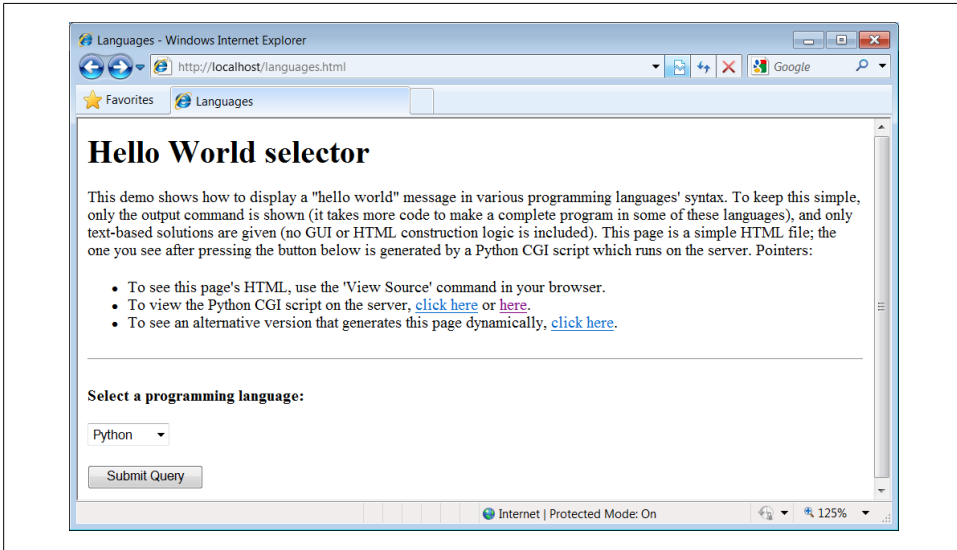 Languages - Windows Internet Explorer
http://localhost/languages.html
Google
Favorites
Languages
Hello World selector
This demo shows how to display a "hello world" message in various programming languages' syntax. To keep this simple,
only the output command is shown (it takes more code to make a complete program in some of these languages), and only
text-based solutions are given (no GUI or HTML construction logic is included). This page is a simple HTML file; the
one you see after pressing the button below is generated by a Python CGI script which runs on the server. Pointers:
• To see this page's HTML, use the 'View Source' command in your browser.
• To view the Python CGI script on the server, click here or here.
• To see an alternative version that generates this page dynamically, click here.
Select a programming language:
Python
Submit Query
Internet | Protected Mode: On
125%